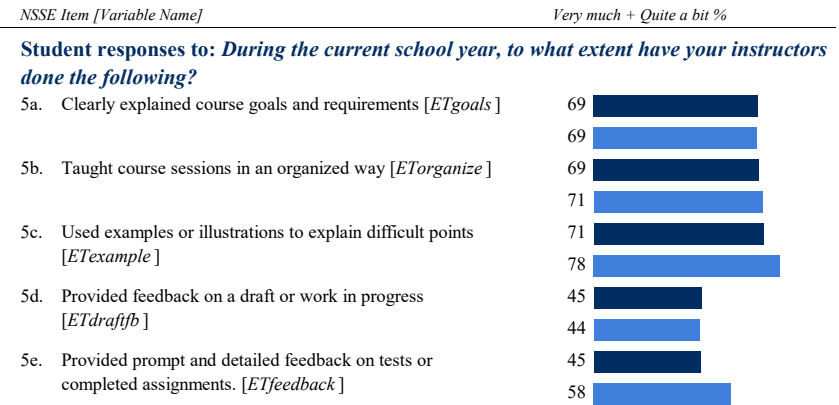 NSSE Item [Variable Name] Very much + Quite a bit %
Student responses to: During the current school year, to what extent have your instructors
done the following?
5a. Clearly explained course goals and requirements [ETgoals ] 69
69
5b. Taught course sessions in an organized way [ETorganize ] 69
71
5c. Used examples or illustrations to explain difficult points 71
[ETexample ]
78
5d. Provided feedback on a draft or work in progress 45
[ETdraftfb ]
44
5e. Provided prompt and detailed feedback on tests or 45
completed assignments. [ETfeedback ]
58